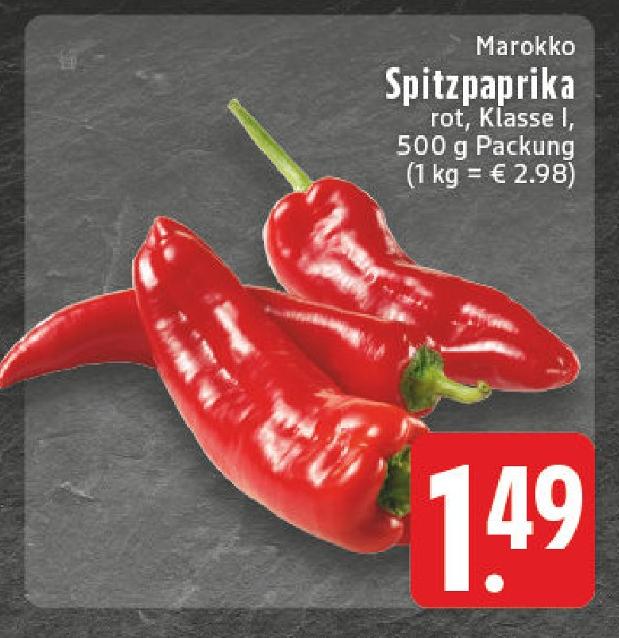 Marokko
Spitzpaprika
rot, Klasse I,
500 g Packung
(1 kg = € 2.98)
1.49